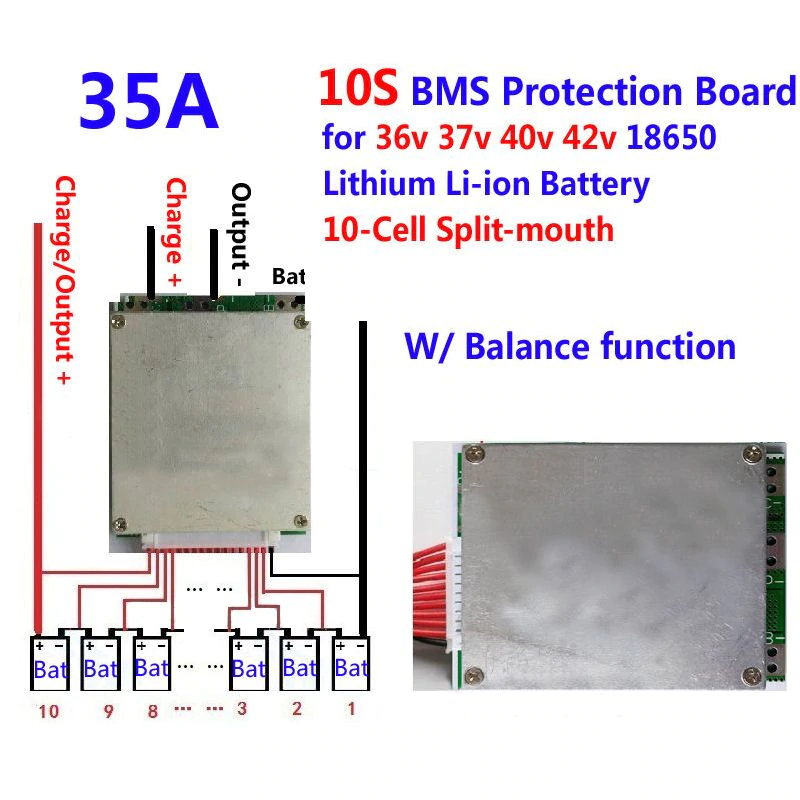 35A
10S BMS Protection Board
for 36v 37v 40v 42v 18650
Lithium Li-ion Battery
10-Cell Split-mouth
W/ Balance function
Charge/Output +
Charge +
Output -
Bat
+ − + − + − + − + − + −
Bat Bat Bat ... ... Bat Bat Bat
10 9 8 ... ... 3 2 1